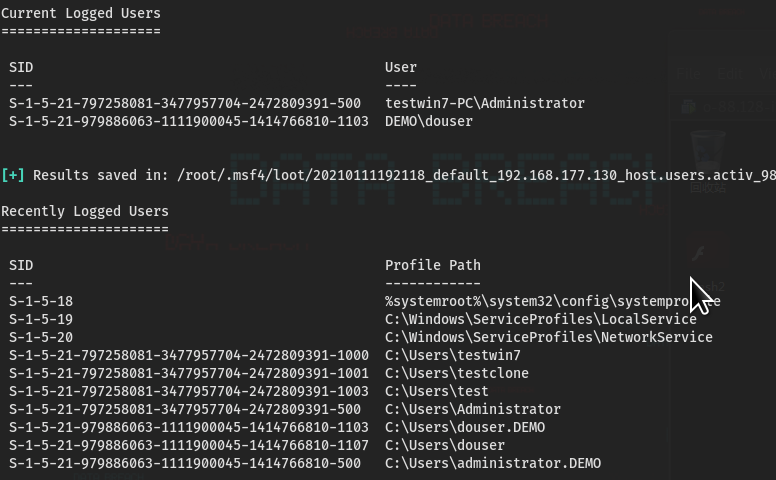 Current Logged Users
====================
SID User
--- ----
S-1-5-21-797258081-3477957704-2472809391-500 testwin7-PC\Administrator
S-1-5-21-979886063-1111900045-1414766810-1103 DEMO\douser
[+] Results saved in: /root/.msf4/loot/20210111192118_default_192.168.177.130_host.users.activ_98
DATA BREACH
Recently Logged Users
=====================
SID Profile Path
--- ------------
S-1-5-18 %systemroot%\system32\config\systemprofile
S-1-5-19 C:\Windows\ServiceProfiles\LocalService
S-1-5-20 C:\Windows\ServiceProfiles\NetworkService
S-1-5-21-797258081-3477957704-2472809391-1000 C:\Users\testwin7
S-1-5-21-797258081-3477957704-2472809391-1001 C:\Users\testclone
S-1-5-21-797258081-3477957704-2472809391-1003 C:\Users\test
S-1-5-21-797258081-3477957704-2472809391-500 C:\Users\Administrator
S-1-5-21-979886063-1111900045-1414766810-1103 C:\Users\douser.DEMO
S-1-5-21-979886063-1111900045-1414766810-1107 C:\Users\douser
S-1-5-21-979886063-1111900045-1414766810-500 C:\Users\administrator.DEMO